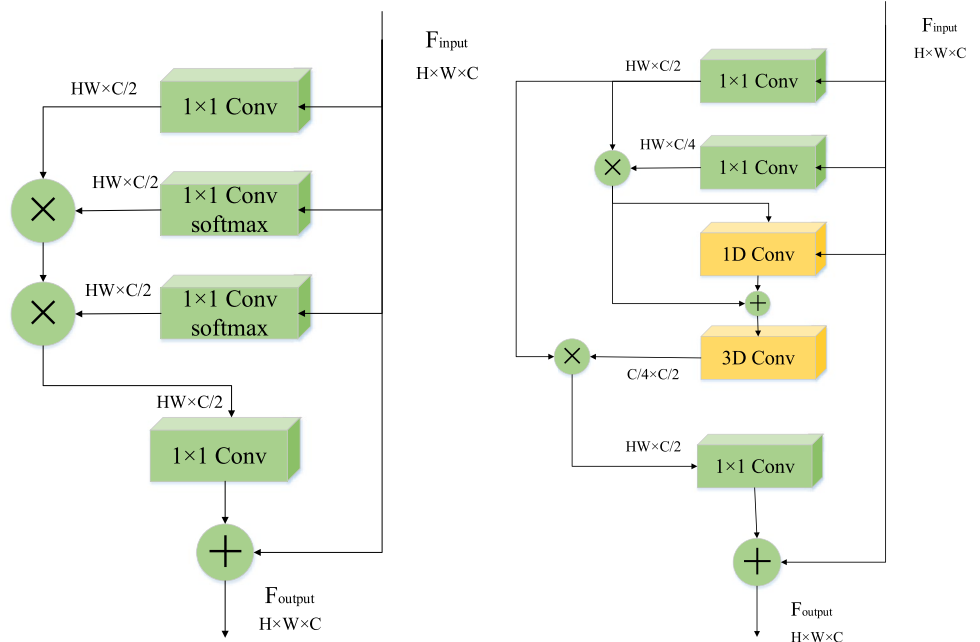 Finput
H×W×C
HW×C/2
1×1 Conv
HW×C/2
1×1 Conv
softmax
HW×C/2
1×1 Conv
softmax
HW×C/2
1×1 Conv
Foutput
H×W×C
Finput
H×W×C
HW×C/2
1×1 Conv
HW×C/4
1×1 Conv
1D Conv
3D Conv
C/4×C/2
HW×C/2
1×1 Conv
Foutput
H×W×C